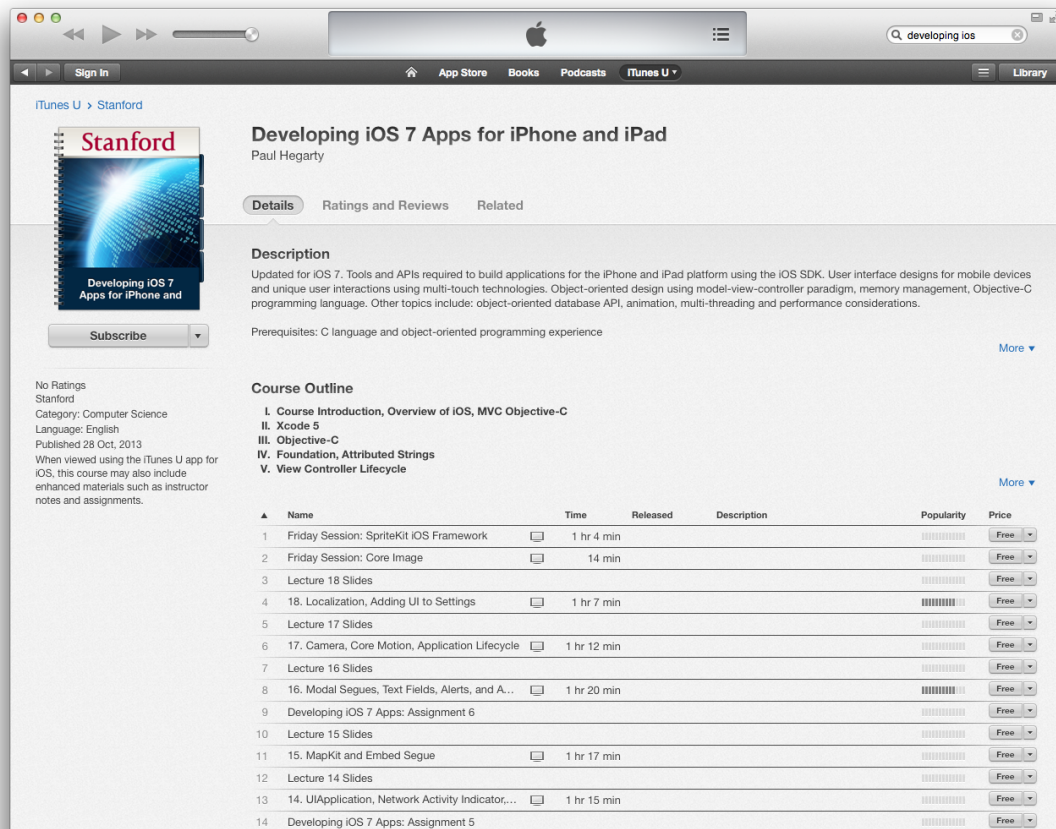 developing ios
Sign In
App Store
Books
Podcasts
iTunes U
Library
iTunes U > Stanford
Stanford
Developing iOS 7
Apps for iPhone and
Developing iOS 7 Apps for iPhone and iPad
Paul Hegarty
Details
Ratings and Reviews
Related
Subscribe
No Ratings
Stanford
Category: Computer Science
Language: English
Published 28 Oct, 2013
When viewed using the iTunes U app for
iOS, this course may also include
enhanced materials such as instructor
notes and assignments.
Description
Updated for iOS 7. Tools and APIs required to build applications for the iPhone and iPad platform using the iOS SDK. User interface designs for mobile devices
and unique user interactions using multi-touch technologies. Object-oriented design using model-view-controller paradigm, memory management, Objective-C
programming language. Other topics include: object-oriented database API, animation, multi-threading and performance considerations.
Prerequisites: C language and object-oriented programming experience
More
Course Outline
I. Course Introduction, Overview of iOS, MVC Objective-C
II. Xcode 5
III. Objective-C
IV. Foundation, Attributed Strings
V. View Controller Lifecycle
More
Name Time Released Description Popularity Price
1 Friday Session: SpriteKit iOS Framework 1 hr 4 min Free
2 Friday Session: Core Image 14 min Free
3 Lecture 18 Slides Free
4 18. Localization, Adding UI to Settings 1 hr 7 min Free
5 Lecture 17 Slides Free
6 17. Camera, Core Motion, Application Lifecycle 1 hr 12 min Free
7 Lecture 16 Slides Free
8 16. Modal Segues, Text Fields, Alerts, and A... 1 hr 20 min Free
9 Developing iOS 7 Apps: Assignment 6 Free
10 Lecture 15 Slides Free
11 15. MapKit and Embed Segue 1 hr 17 min Free
12 Lecture 14 Slides Free
13 14. UIApplication, Network Activity Indicator,... 1 hr 15 min Free
14 Developing iOS 7 Apps: Assignment 5 Free